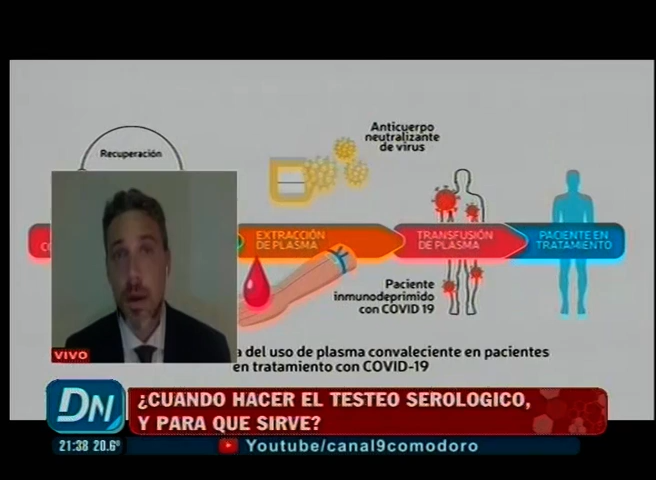 Recuperación
Anticuerpo
neutralizante
de virus
EXTRACCIÓN
DE PLASMA
TRANSFUSIÓN
DE PLASMA
PACIENTE EN
TRATAMIENTO
Paciente
inmunodeprimido
con COVID 19
del uso de plasma convaleciente en pacientes
en tratamiento con COVID-19
VIVO
DN
¿CUANDO HACER EL TESTEO SEROLOGICO,
Y PARA QUE SIRVE?
21:38 20.6º
Youtube/canal9comodoro